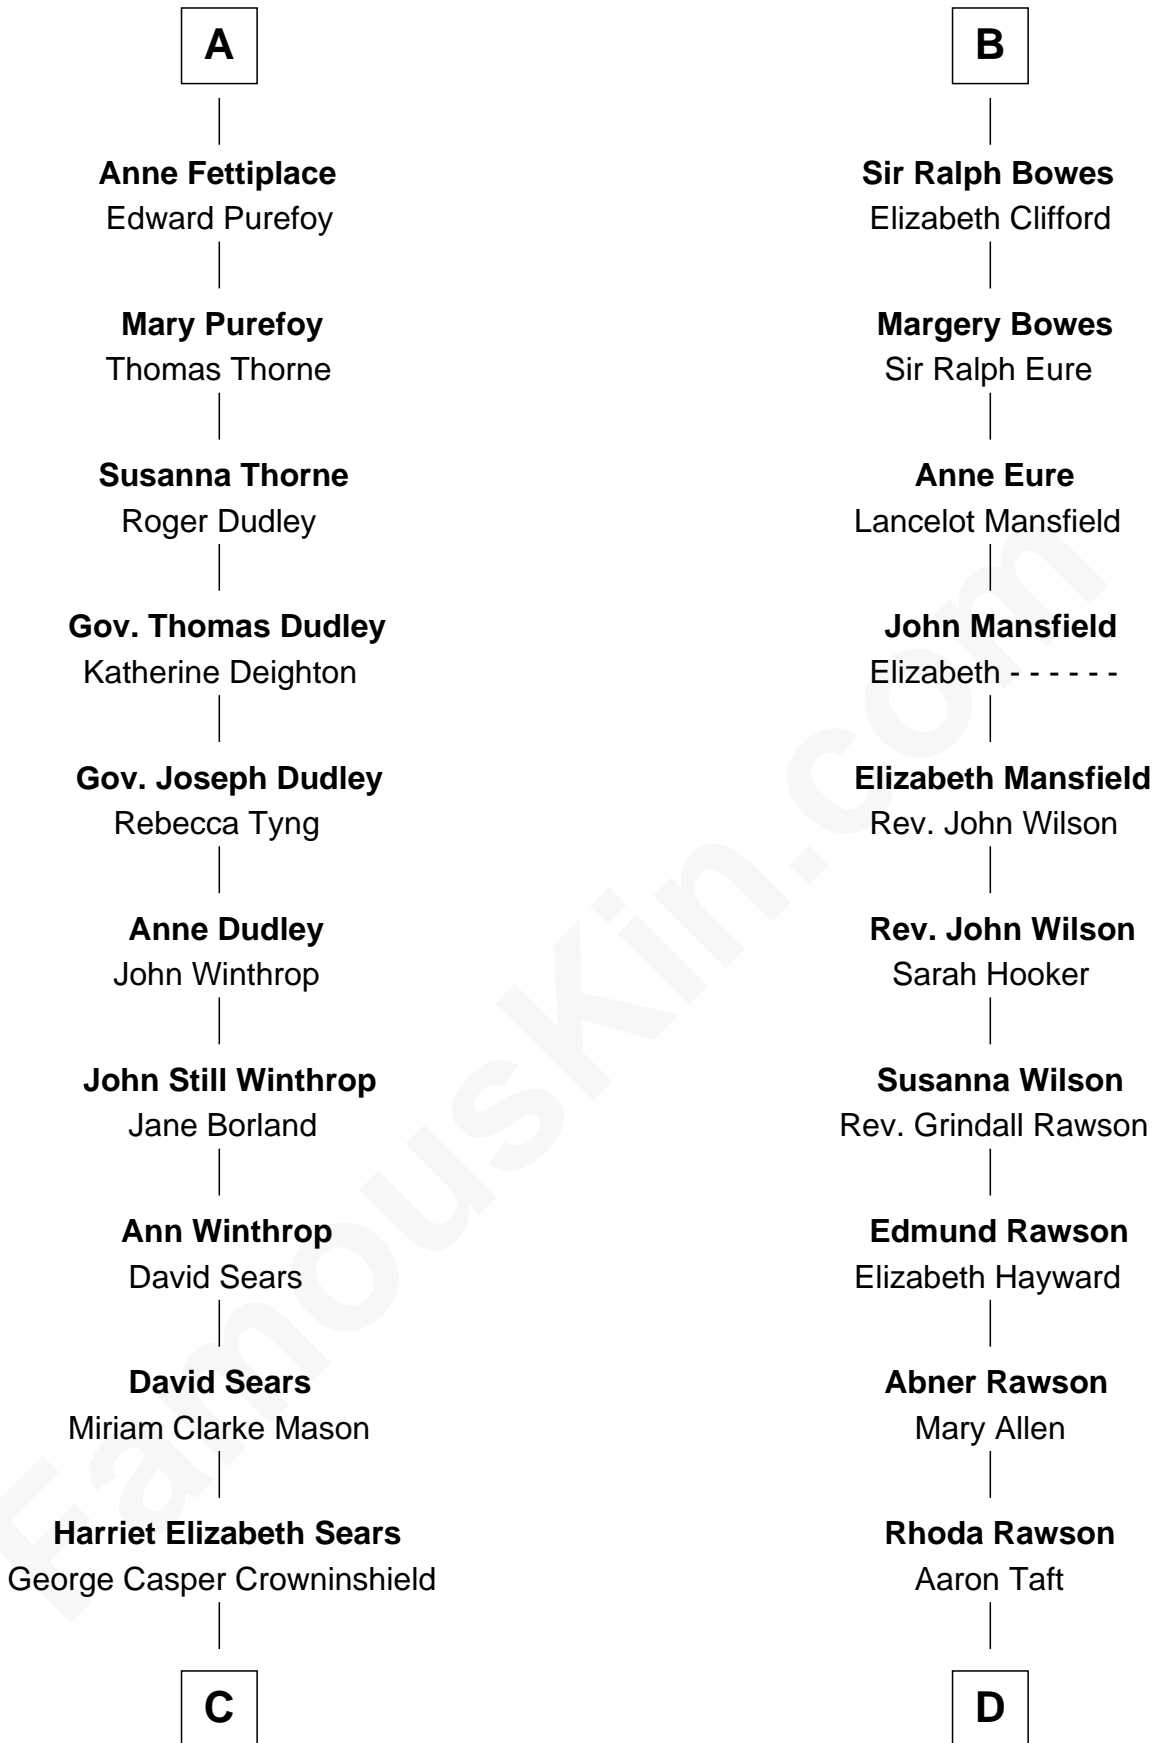 A
Anne Fettiplace
Edward Purefoy
Mary Purefoy
Thomas Thorne
Susanna Thorne
Roger Dudley
Gov. Thomas Dudley
Katherine Deighton
Gov. Joseph Dudley
Rebecca Tyng
Anne Dudley
John Winthrop
John Still Winthrop
Jane Borland
Ann Winthrop
David Sears
David Sears
Miriam Clarke Mason
Harriet Elizabeth Sears
George Casper Crowninshield
C
B
Sir Ralph Bowes
Elizabeth Clifford
Margery Bowes
Sir Ralph Eure
Anne Eure
Lancelot Mansfield
John Mansfield
Elizabeth - - - - - -
Elizabeth Mansfield
Rev. John Wilson
Rev. John Wilson
Sarah Hooker
Susanna Wilson
Rev. Grindall Rawson
Edmund Rawson
Elizabeth Hayward
Abner Rawson
Mary Allen
Rhoda Rawson
Aaron Taft
D
FamousKin.com